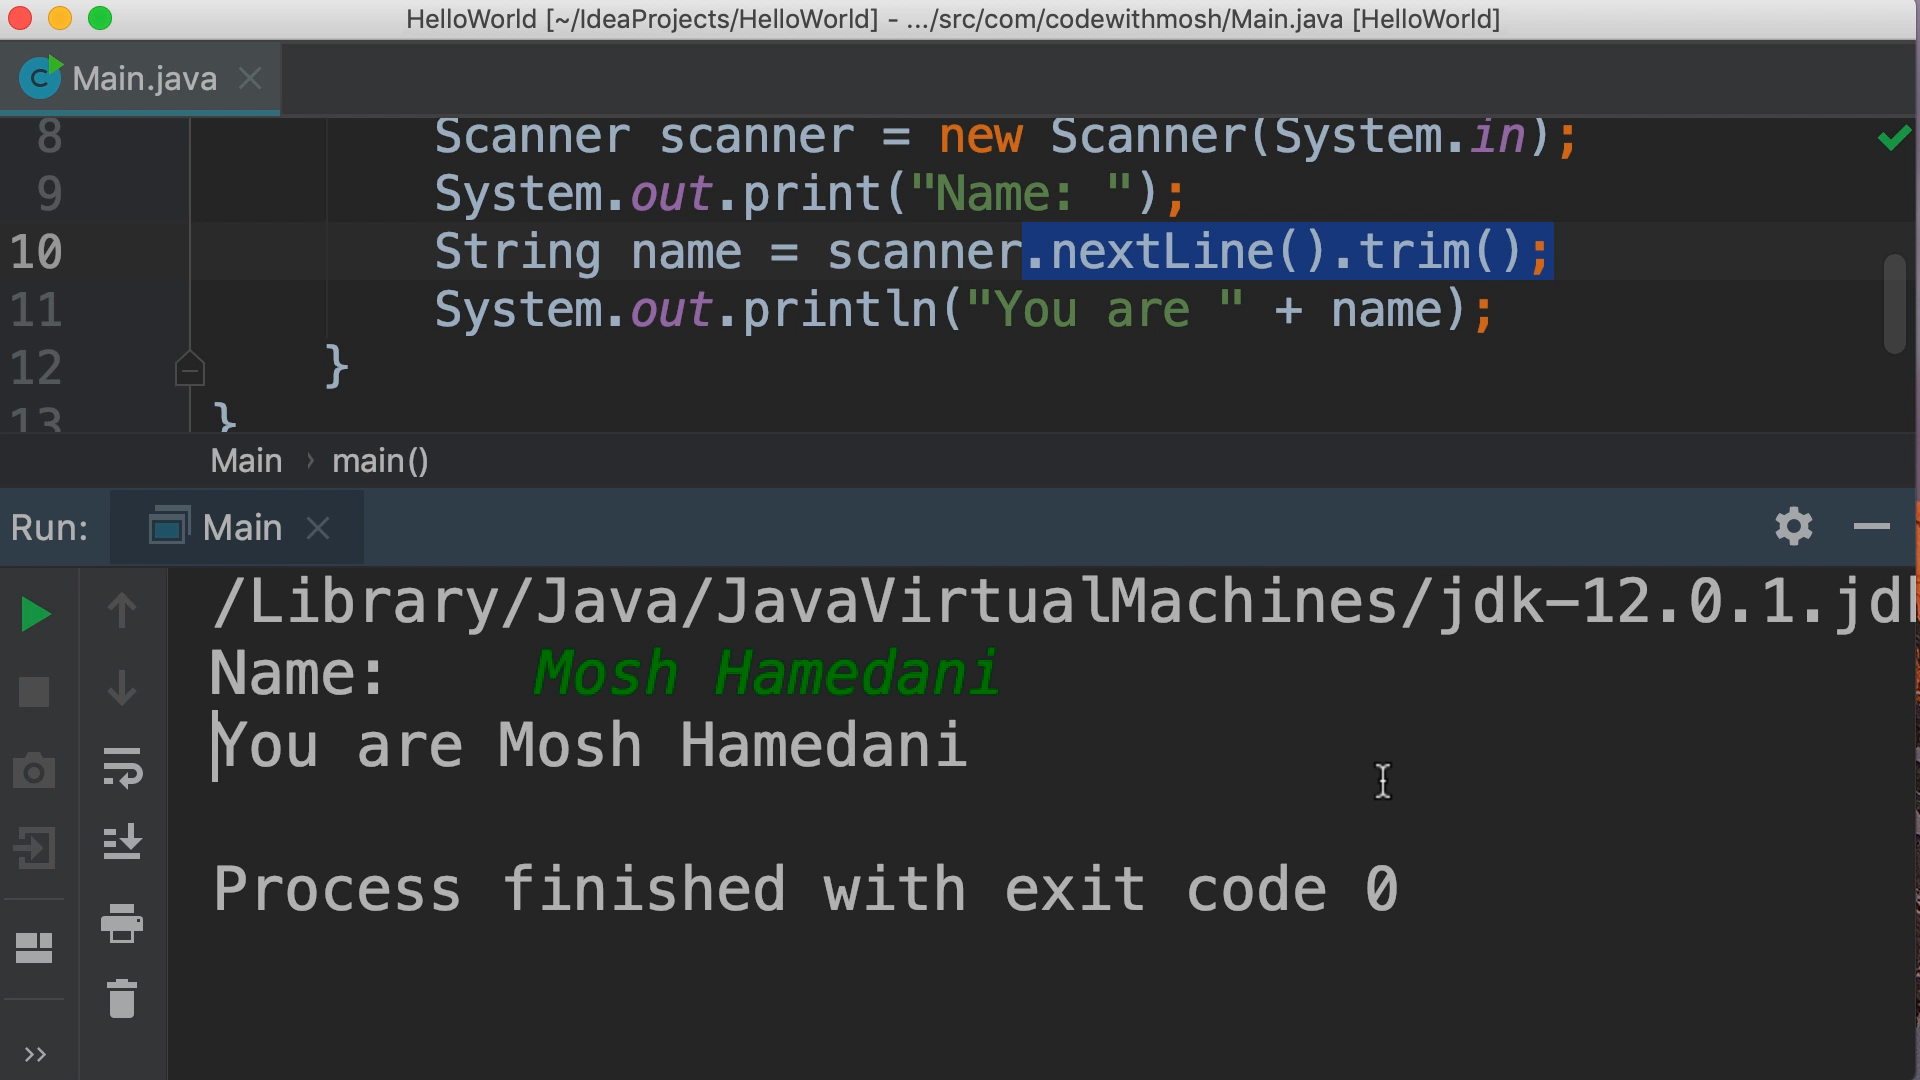 HelloWorld [~/IdeaProjects/HelloWorld] - .../src/com/codewithmosh/Main.java [HelloWorld]
Main.java
8 Scanner scanner = new Scanner(System.in);
9 System.out.print("Name: ");
10 String name = scanner.nextLine().trim();
11 System.out.println("You are " + name);
12 }
13 }
Main › main()
Run: Main
/Library/Java/JavaVirtualMachines/jdk-12.0.1.jdk
Name:    Mosh Hamedani
You are Mosh Hamedani
Process finished with exit code 0